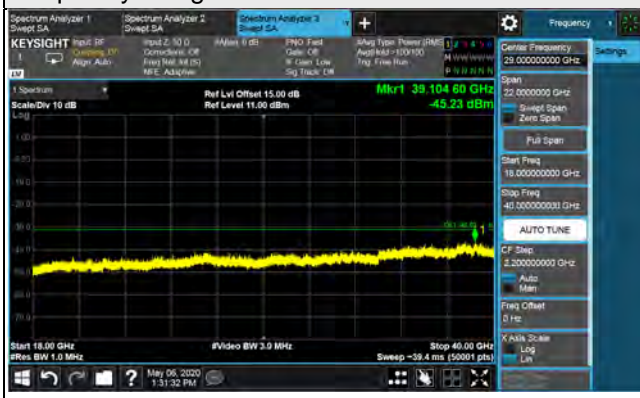 Spectrum Analyzer 1
Swept SA
Spectrum Analyzer 2
Swept SA
Spectrum Analyzer 3
Swept SA
Frequency
KEYSIGHT
Input: RF
Coupling: DC
Align: Auto
Input Z: 50 Ω
Corrections: Off
Freq Ref: Int (S)
NFE: Adaptive
#Atten: 6 dB
PNO: Fast
Gate: Off
IF Gain: Low
Sig Track: Off
#Avg Type: Power (RMS
Avg|Hold: >100/100
Trig: Free Run
LV
1 Spectrum
Scale/Div 10 dB
Log
Ref Lvl Offset 15.00 dB
Ref Level 11.00 dBm
Mkr1 39.104 60 GHz
-45.23 dBm
1.00
Start 18.00 GHz
#Res BW 1.0 MHz
#Video BW 3.0 MHz
Stop 40.00 GHz
Sweep ~39.4 ms (50001 pts)
May 06, 2020
1:31:32 PM
Center Frequency
29.000000000 GHz
Settings
Span
22.0000000 GHz
Swept Span
Zero Span
Full Span
Start Freq
18.000000000 GHz
Stop Freq
40.000000000 GHz
AUTO TUNE
CF Step
2.200000000 GHz
Auto
Man
Freq Offset
0 Hz
X Axis Scale
Log
Lin